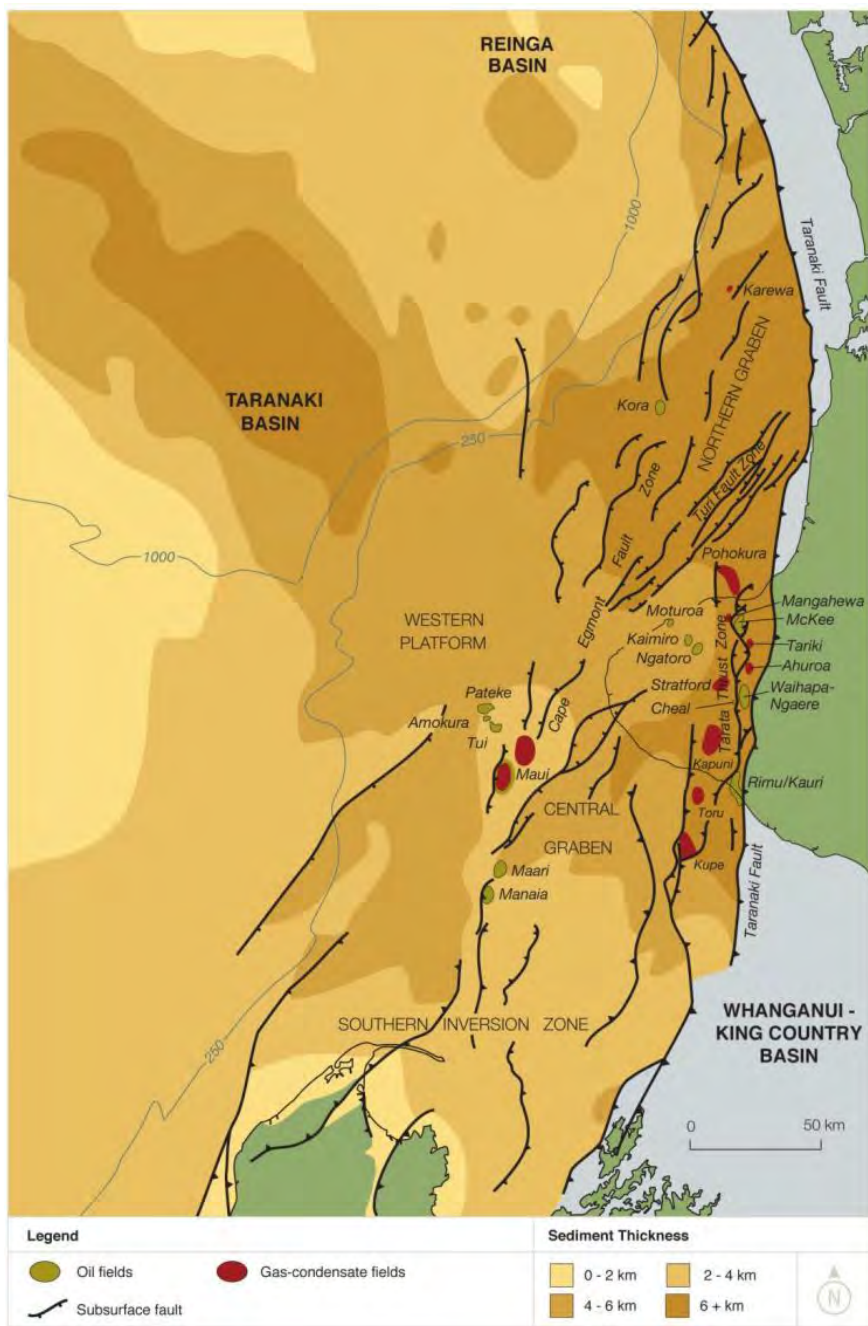 REINGA
BASIN
1000
Taranaki Fault
Karewa
NORTHERN GRABEN
TARANAKI
BASIN
Kora
250
Zone
Turi Fault Zone
1000
Fault
Pohokura
Mangahewa
WESTERN
PLATFORM
Moturoa
McKee
Egmont
Kaimiro
Tariki
Ngatoro
Ahuroa
Tarata Thrust Zone
Stratford
Waihapa-
Ngaere
Pateke
Cheal
Amokura
Cape
Tui
Kapuni
Maui
Rimu/Kauri
CENTRAL
Toru
GRABEN
Kupe
Maari
Manaia
Taranaki Fault
SOUTHERN INVERSION ZONE
WHANGANUI -
KING COUNTRY
BASIN
250
0 50 km
Legend
Oil fields
Gas-condensate fields
Subsurface fault
Sediment Thickness
0 - 2 km
2 - 4 km
4 - 6 km
6 + km
N